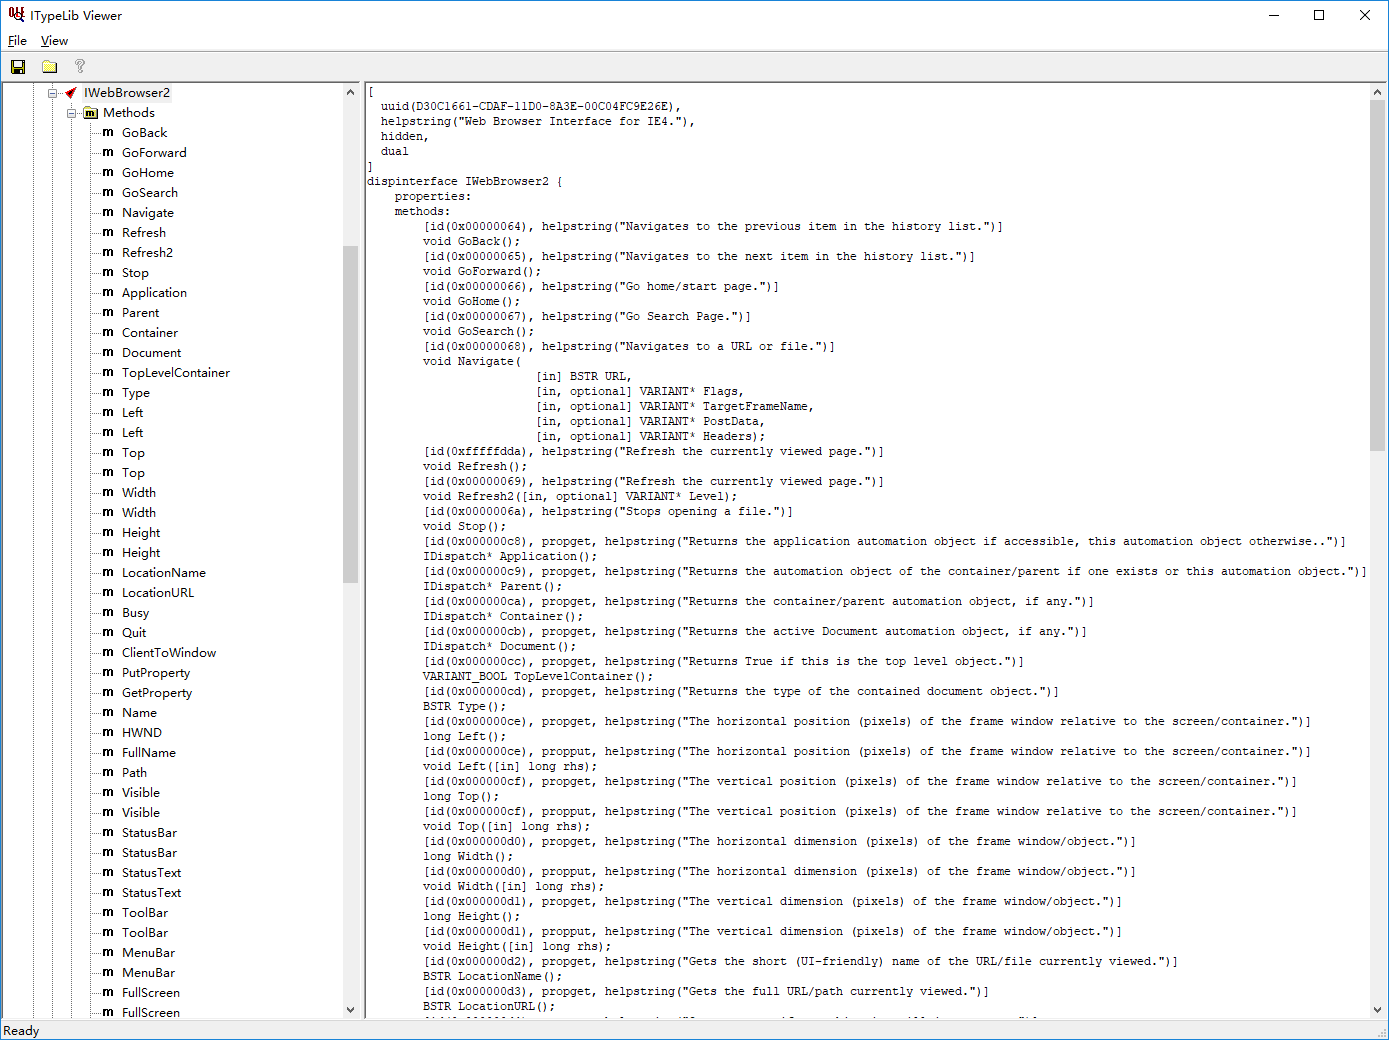 ITypeLib Viewer
File View
IWebBrowser2
Methods
GoBack
GoForward
GoHome
GoSearch
Navigate
Refresh
Refresh2
Stop
Application
Parent
Container
Document
TopLevelContainer
Type
Left
Left
Top
Top
Width
Width
Height
Height
LocationName
LocationURL
Busy
Quit
ClientToWindow
PutProperty
GetProperty
Name
HWND
FullName
Path
Visible
Visible
StatusBar
StatusBar
StatusText
StatusText
ToolBar
ToolBar
MenuBar
MenuBar
FullScreen
FullScreen
[
uuid(D30C1661-CDAF-11D0-8A3E-00C04FC9E26E),
helpstring("Web Browser Interface for IE4."),
hidden,
dual
]
dispinterface IWebBrowser2 {
properties:
methods:
[id(0x00000064), helpstring("Navigates to the previous item in the history list.")]
void GoBack();
[id(0x00000065), helpstring("Navigates to the next item in the history list.")]
void GoForward();
[id(0x00000066), helpstring("Go home/start page.")]
void GoHome();
[id(0x00000067), helpstring("Go Search Page.")]
void GoSearch();
[id(0x00000068), helpstring("Navigates to a URL or file.")]
void Navigate(
[in] BSTR URL,
[in, optional] VARIANT* Flags,
[in, optional] VARIANT* TargetFrameName,
[in, optional] VARIANT* PostData,
[in, optional] VARIANT* Headers);
[id(0xfffffdda), helpstring("Refresh the currently viewed page.")]
void Refresh();
[id(0x00000069), helpstring("Refresh the currently viewed page.")]
void Refresh2([in, optional] VARIANT* Level);
[id(0x0000006a), helpstring("Stops opening a file.")]
void Stop();
[id(0x000000c8), propget, helpstring("Returns the application automation object if accessible, this automation object otherwise..")]
IDispatch* Application();
[id(0x000000c9), propget, helpstring("Returns the automation object of the container/parent if one exists or this automation object.")]
IDispatch* Parent();
[id(0x000000ca), propget, helpstring("Returns the container/parent automation object, if any.")]
IDispatch* Container();
[id(0x000000cb), propget, helpstring("Returns the active Document automation object, if any.")]
IDispatch* Document();
[id(0x000000cc), propget, helpstring("Returns True if this is the top level object.")]
VARIANT_BOOL TopLevelContainer();
[id(0x000000cd), propget, helpstring("Returns the type of the contained document object.")]
BSTR Type();
[id(0x000000ce), propget, helpstring("The horizontal position (pixels) of the frame window relative to the screen/container.")]
long Left();
[id(0x000000ce), propput, helpstring("The horizontal position (pixels) of the frame window relative to the screen/container.")]
void Left([in] long rhs);
[id(0x000000cf), propget, helpstring("The vertical position (pixels) of the frame window relative to the screen/container.")]
long Top();
[id(0x000000cf), propput, helpstring("The vertical position (pixels) of the frame window relative to the screen/container.")]
void Top([in] long rhs);
[id(0x000000d0), propget, helpstring("The horizontal dimension (pixels) of the frame window/object.")]
long Width();
[id(0x000000d0), propput, helpstring("The horizontal dimension (pixels) of the frame window/object.")]
void Width([in] long rhs);
[id(0x000000d1), propget, helpstring("The vertical dimension (pixels) of the frame window/object.")]
long Height();
[id(0x000000d1), propput, helpstring("The vertical dimension (pixels) of the frame window/object.")]
void Height([in] long rhs);
[id(0x000000d2), propget, helpstring("Gets the short (UI-friendly) name of the URL/file currently viewed.")]
BSTR LocationName();
[id(0x000000d3), propget, helpstring("Gets the full URL/path currently viewed.")]
BSTR LocationURL();
Ready